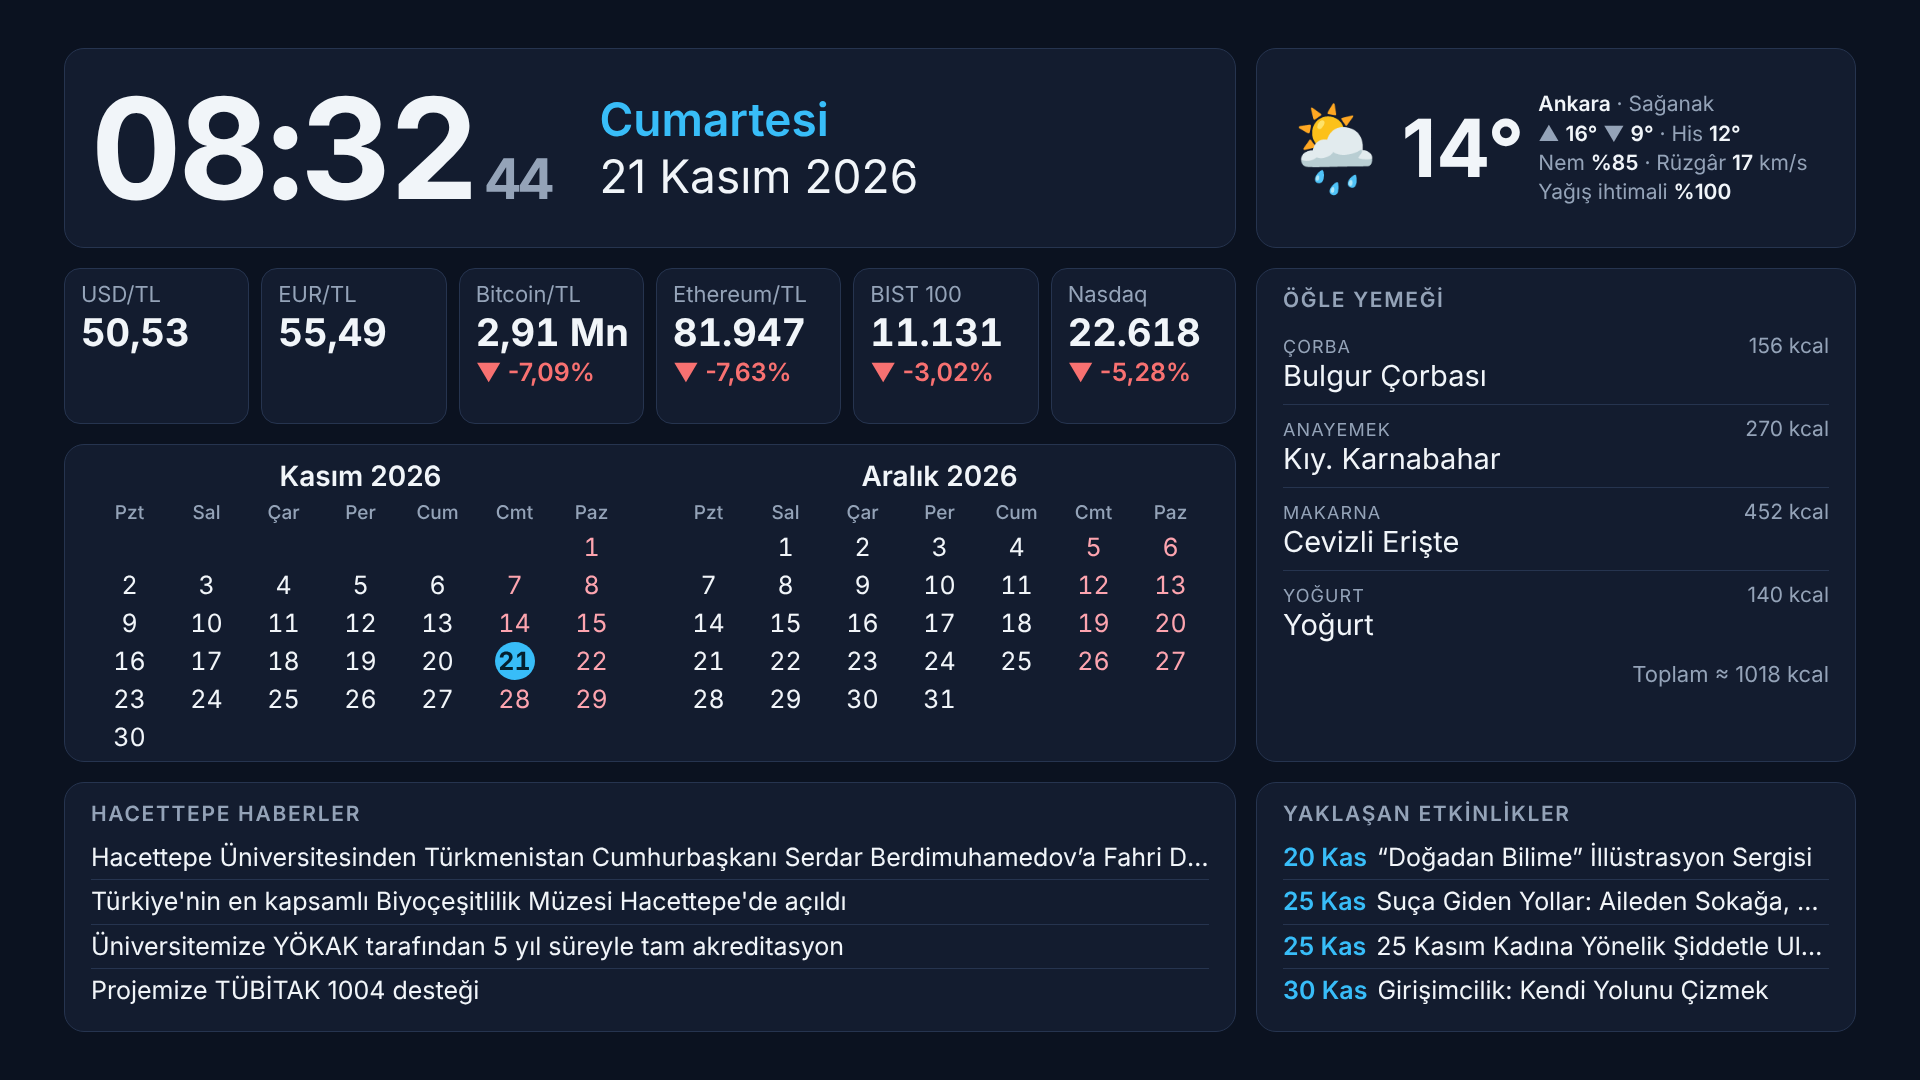 08:32 44
Cumartesi
21 Kasım 2026
14°
Ankara · Sağanak
▲ 16° ▼ 9° · His 12°
Nem %85 · Rüzgâr 17 km/s
Yağış ihtimali %100
USD/TL
50,53
EUR/TL
55,49
Bitcoin/TL
2,91 Mn
▼ -7,09%
Ethereum/TL
81.947
▼ -7,63%
BIST 100
11.131
▼ -3,02%
Nasdaq
22.618
▼ -5,28%
Kasım 2026
Pzt Sal Çar Per Cum Cmt Paz
1
2 3 4 5 6 7 8
9 10 11 12 13 14 15
16 17 18 19 20 21 22
23 24 25 26 27 28 29
30
Aralık 2026
Pzt Sal Çar Per Cum Cmt Paz
1 2 3 4 5 6
7 8 9 10 11 12 13
14 15 16 17 18 19 20
21 22 23 24 25 26 27
28 29 30 31
ÖĞLE YEMEĞİ
ÇORBA 156 kcal
Bulgur Çorbası
ANAYEMEK 270 kcal
Kıy. Karnabahar
MAKARNA 452 kcal
Cevizli Erişte
YOĞURT 140 kcal
Yoğurt
Toplam ≈ 1018 kcal
HACETTEPE HABERLER
Hacettepe Üniversitesinden Türkmenistan Cumhurbaşkanı Serdar Berdimuhamedov’a Fahri D...
Türkiye'nin en kapsamlı Biyoçeşitlilik Müzesi Hacettepe'de açıldı
Üniversitemize YÖKAK tarafından 5 yıl süreyle tam akreditasyon
Projemize TÜBİTAK 1004 desteği
YAKLAŞAN ETKİNLİKLER
20 Kas “Doğadan Bilime” İllüstrasyon Sergisi
25 Kas Suça Giden Yollar: Aileden Sokağa, ...
25 Kas 25 Kasım Kadına Yönelik Şiddetle Ul...
30 Kas Girişimcilik: Kendi Yolunu Çizmek